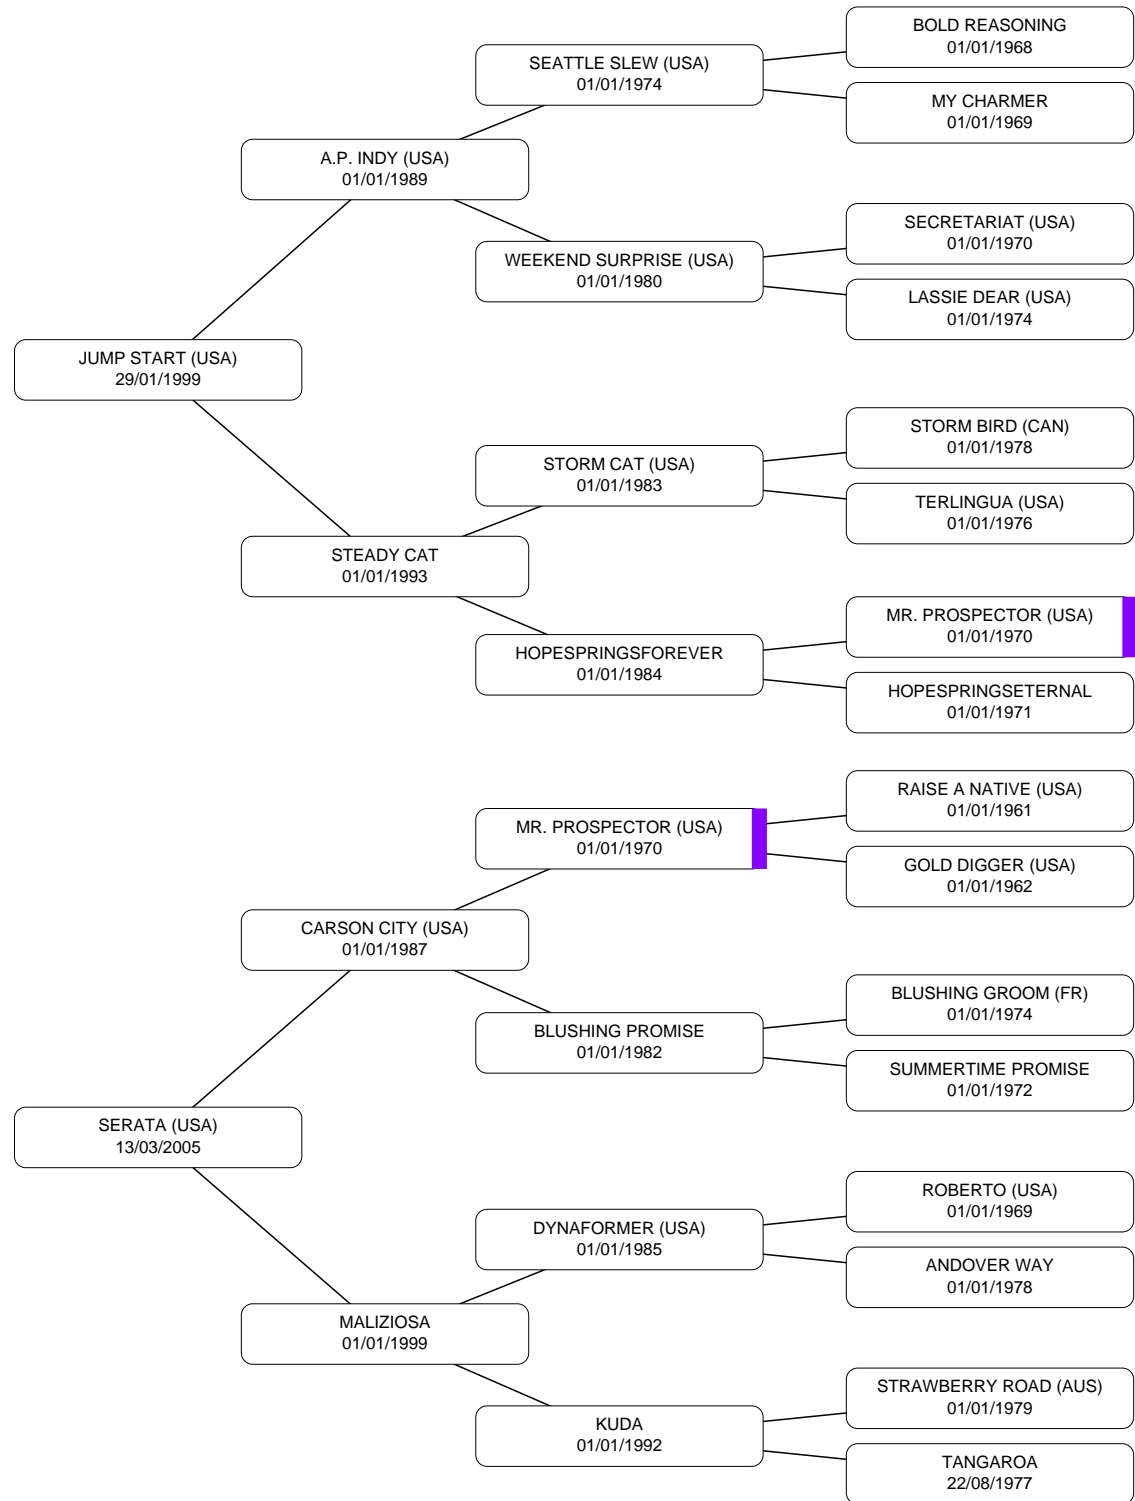 BOLD REASONING
01/01/1968
SEATTLE SLEW (USA)
01/01/1974
MY CHARMER
01/01/1969
A.P. INDY (USA)
01/01/1989
SECRETARIAT (USA)
01/01/1970
WEEKEND SURPRISE (USA)
01/01/1980
LASSIE DEAR (USA)
01/01/1974
JUMP START (USA)
29/01/1999
STORM BIRD (CAN)
01/01/1978
STORM CAT (USA)
01/01/1983
TERLINGUA (USA)
01/01/1976
STEADY CAT
01/01/1993
MR. PROSPECTOR (USA)
01/01/1970
HOPESPRINGSFOREVER
01/01/1984
HOPESPRINGSETERNAL
01/01/1971
RAISE A NATIVE (USA)
01/01/1961
MR. PROSPECTOR (USA)
01/01/1970
GOLD DIGGER (USA)
01/01/1962
CARSON CITY (USA)
01/01/1987
BLUSHING GROOM (FR)
01/01/1974
BLUSHING PROMISE
01/01/1982
SUMMERTIME PROMISE
01/01/1972
SERATA (USA)
13/03/2005
ROBERTO (USA)
01/01/1969
DYNAFORMER (USA)
01/01/1985
ANDOVER WAY
01/01/1978
MALIZIOSA
01/01/1999
STRAWBERRY ROAD (AUS)
01/01/1979
KUDA
01/01/1992
TANGAROA
22/08/1977